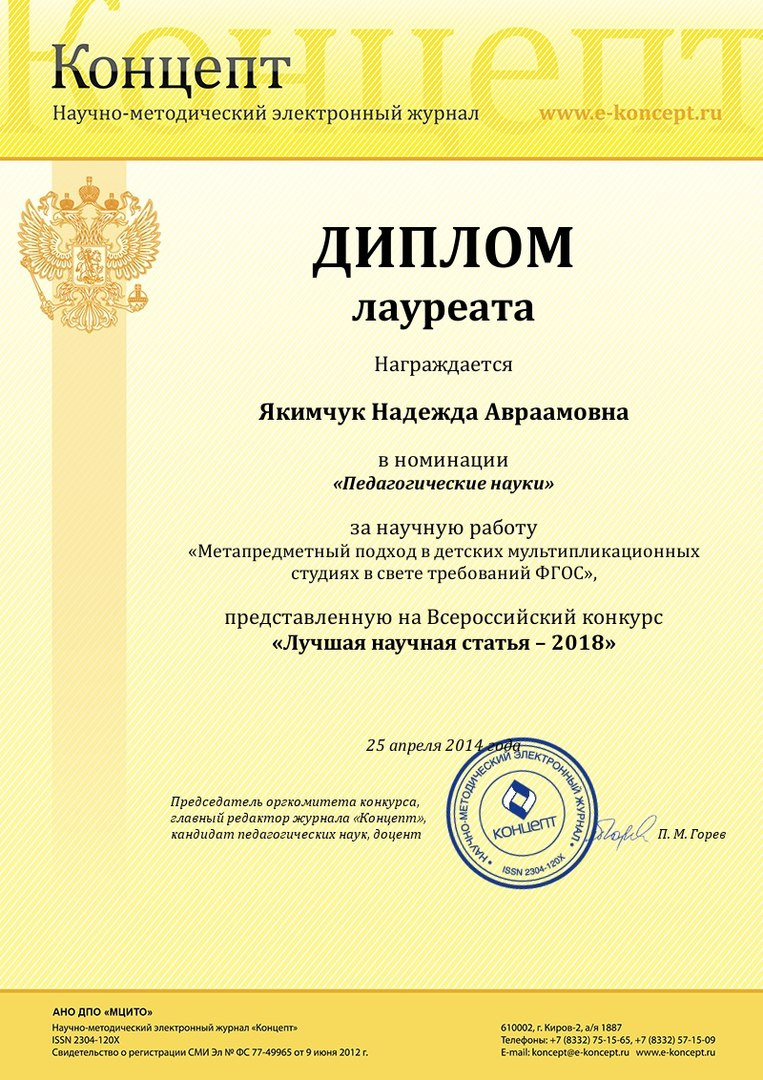 Концепт
Научно-методический электронный журнал
www.e-koncept.ru
ДИПЛОМ
лауреата
Награждается
Якимчук Надежда Авраамовна
в номинации
«Педагогические науки»
за научную работу
«Метапредметный подход в детских мультипликационных
студиях в свете требований ФГОС»,
представленную на Всероссийский конкурс
«Лучшая научная статья – 2018»
25 апреля 2014 года
Председатель оргкомитета конкурса,
главный редактор журнала «Концепт»,
кандидат педагогических наук, доцент
НАУЧНО-МЕТОДИЧЕСКИЙ ЭЛЕКТРОННЫЙ ЖУРНАЛ
КОНЦЕПТ
ISSN 2304-120X
П. М. Горев
АНО ДПО «МЦИТО»
Научно-методический электронный журнал «Концепт»
ISSN 2304-120X
Свидетельство о регистрации СМИ Эл № ФС 77-49965 от 9 июня 2012 г.
610002, г. Киров-2, а/я 1887
Телефоны: +7 (8332) 75-15-65, +7 (8332) 57-15-09
E-mail: koncept@e-koncept.ru www.e-koncept.ru